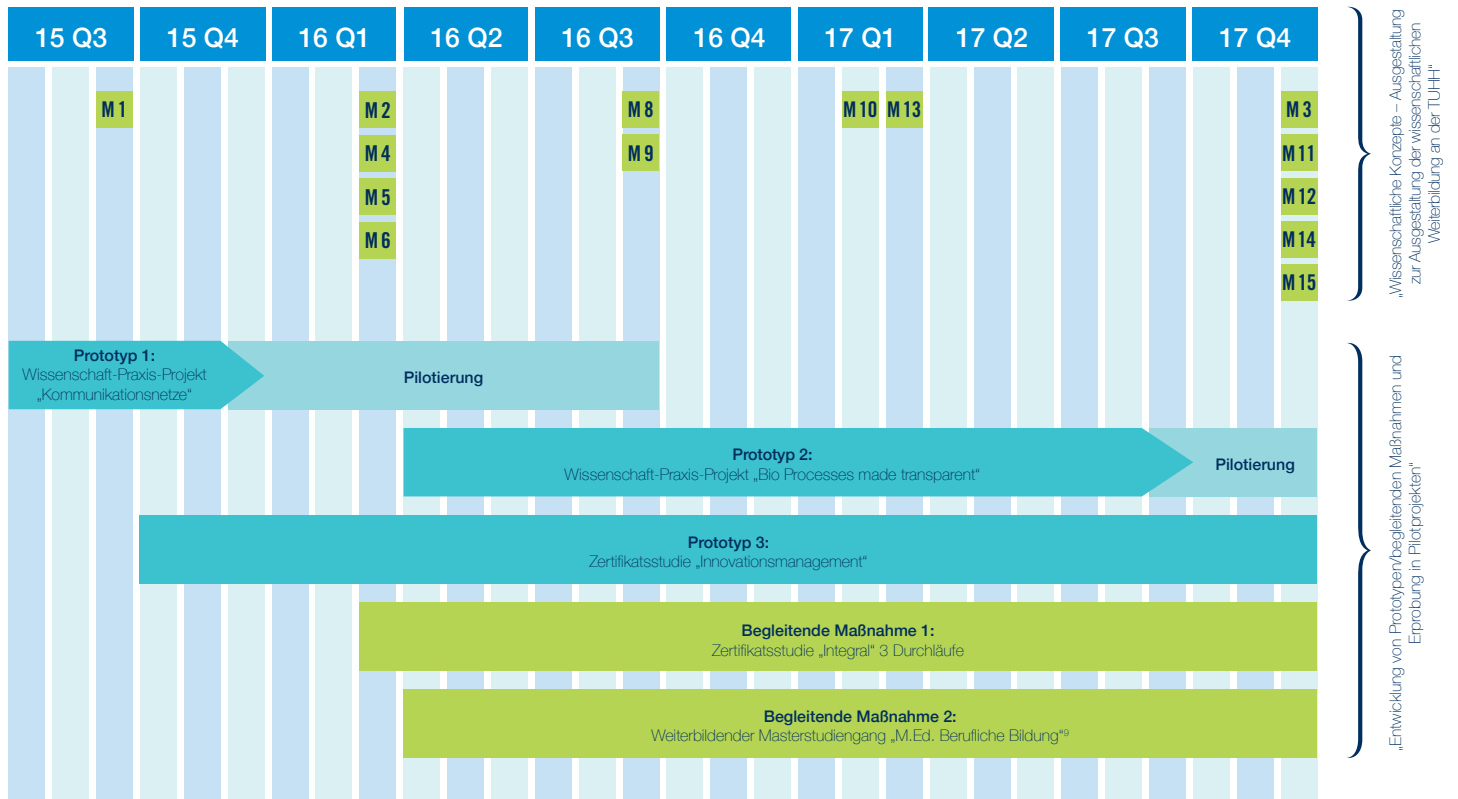 15 Q3 15 Q4 16 Q1 16 Q2 16 Q3 16 Q4 17 Q1 17 Q2 17 Q3 17 Q4
M 1 M 2 M 8 M 10 M 13 M 3
M 4 M 9 M 11
M 5 M 12
M 6 M 14
M 15
„Wissenschaftliche Konzepte – Ausgestaltung
zur Ausgestaltung der wissenschaftlichen
Weiterbildung an der TUHH“
Prototyp 1:
Wissenschaft-Praxis-Projekt
„Kommunikationsnetze“
Pilotierung
Prototyp 2:
Wissenschaft-Praxis-Projekt „Bio Processes made transparent“
Pilotierung
Prototyp 3:
Zertifikatsstudie „Innovationsmanagement“
Begleitende Maßnahme 1:
Zertifikatsstudie „Integral“ 3 Durchläufe
Begleitende Maßnahme 2:
Weiterbildender Masterstudiengang „M.Ed. Berufliche Bildung“⁹
„Entwicklung von Prototypen/begleitenden Maßnahmen und
Erprobung in Pilotprojekten“